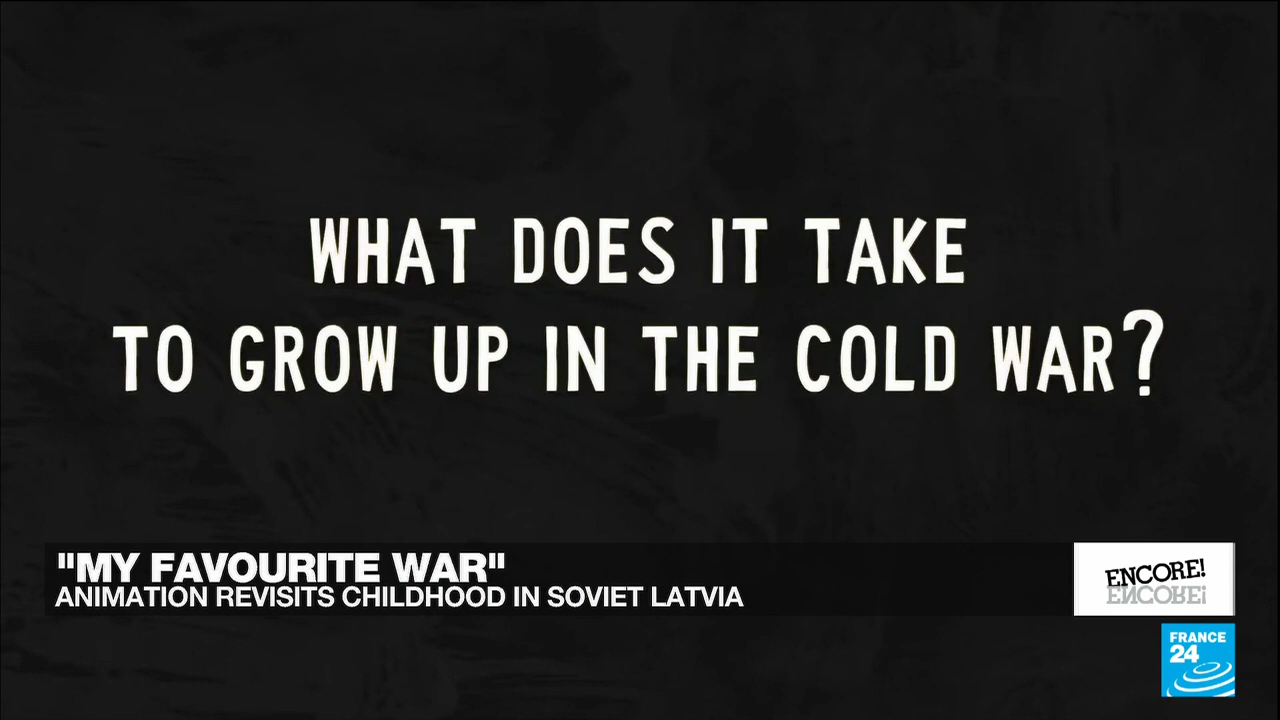 WHAT DOES IT TAKE
TO GROW UP IN THE COLD WAR?
"MY FAVOURITE WAR"
ANIMATION REVISITS CHILDHOOD IN SOVIET LATVIA
ENCORE!
ENCORE!
FRANCE
24